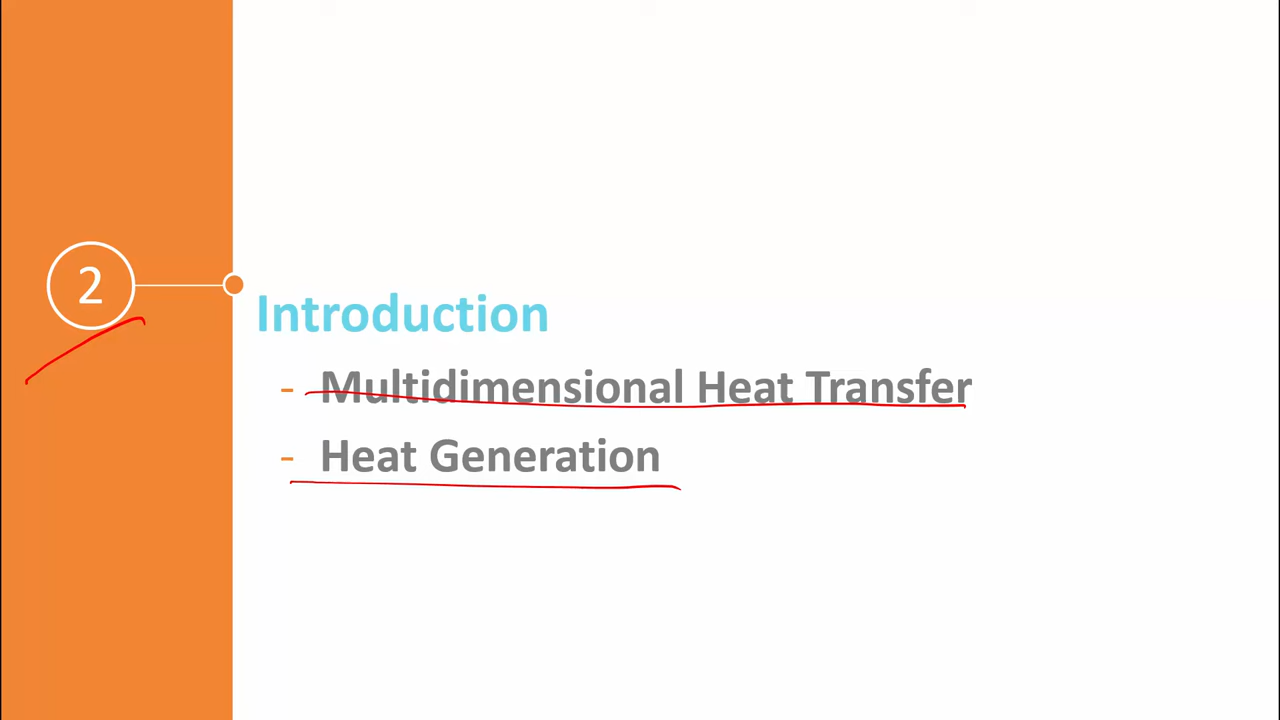 2
Introduction
- Multidimensional Heat Transfer
- Heat Generation